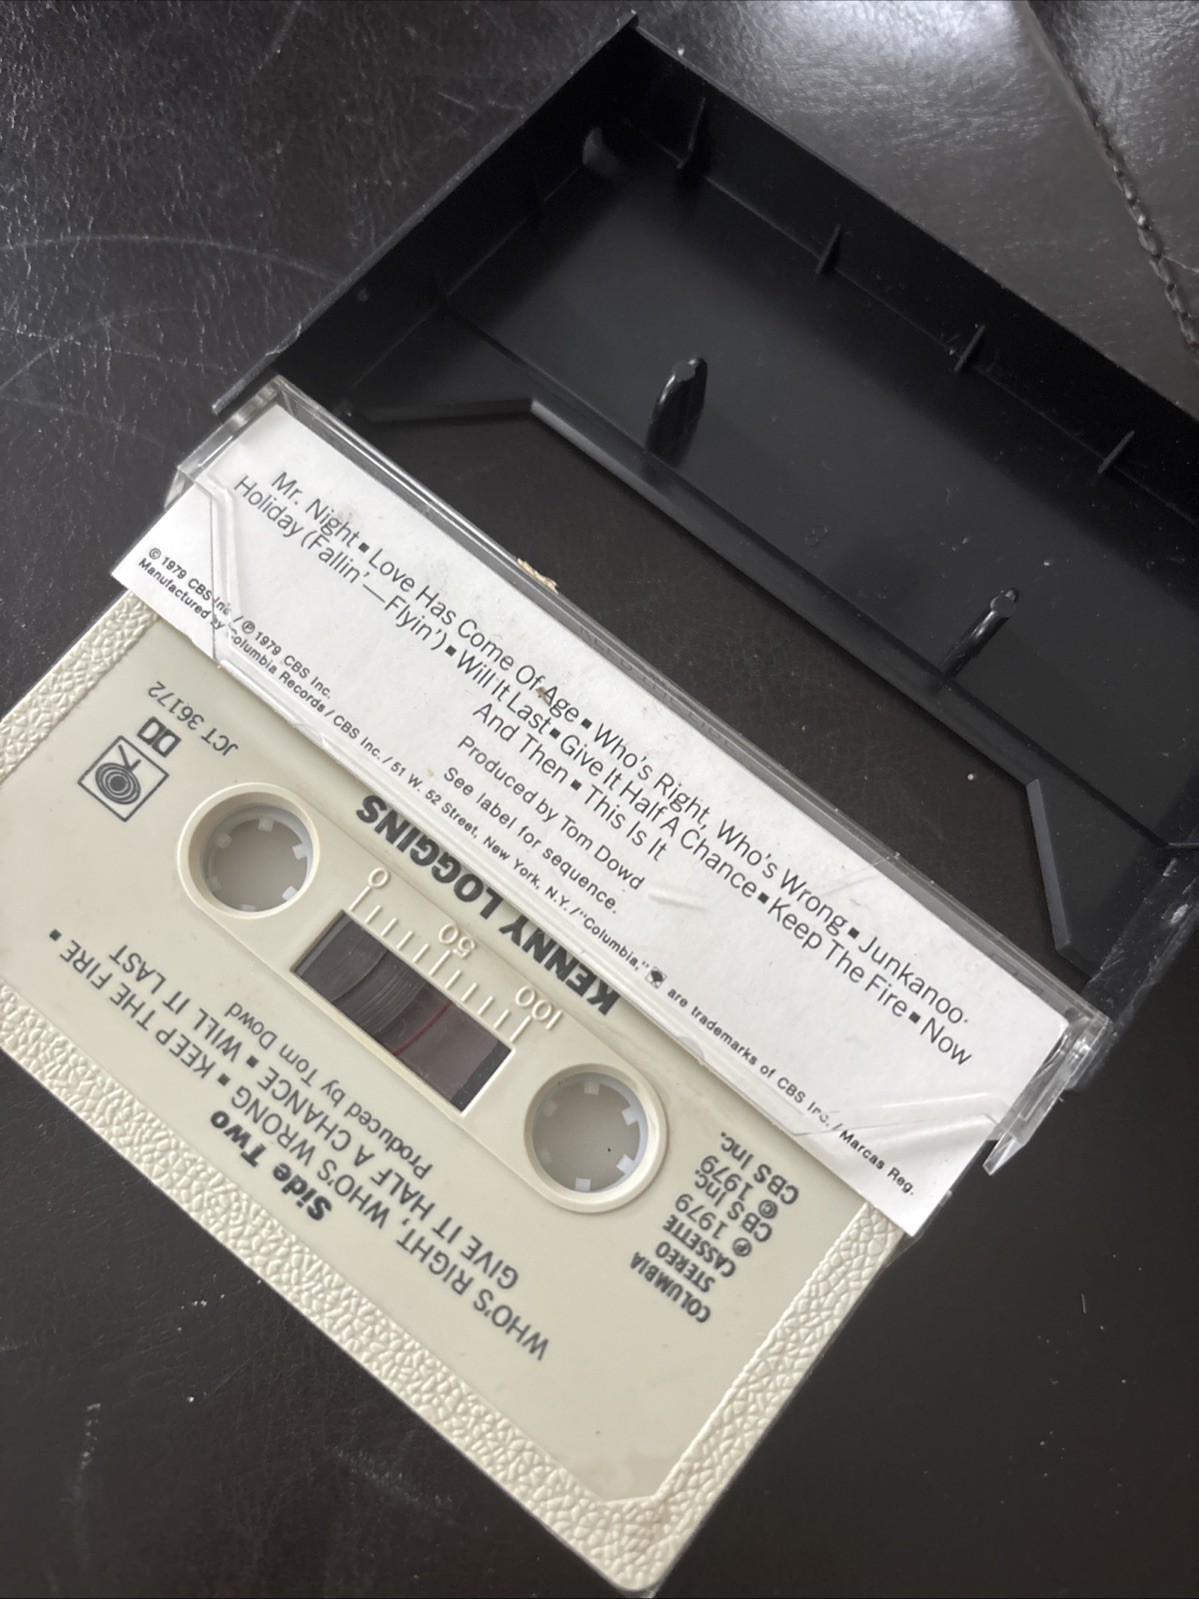 Mr. Night ▪ Love Has Come Of Age ▪ Who's Right, Who's Wrong ▪ Junkanoo
Holiday (Fallin'—Flyin') ▪ Will It Last ▪ Give It Half A Chance ▪ Keep The Fire ▪ Now
And Then ▪ This Is It
Produced by Tom Dowd
See label for sequence.
© 1979 CBS Inc. / ℗ 1979 CBS Inc.
Manufactured by Columbia Records / CBS Inc. / 51 W. 52 Street, New York, N.Y. / "Columbia," are trademarks of CBS Inc. / Marcas Reg.
KENNY LOGGINS
JCT 36172
0 50 100
COLUMBIA
STEREO
CASSETTE
℗ 1979
CBS Inc.
© 1979
CBS Inc.
Side Two
WHO'S RIGHT, WHO'S WRONG ▪ KEEP THE FIRE ▪
GIVE IT HALF A CHANCE ▪ WILL IT LAST
Produced by Tom Dowd
3